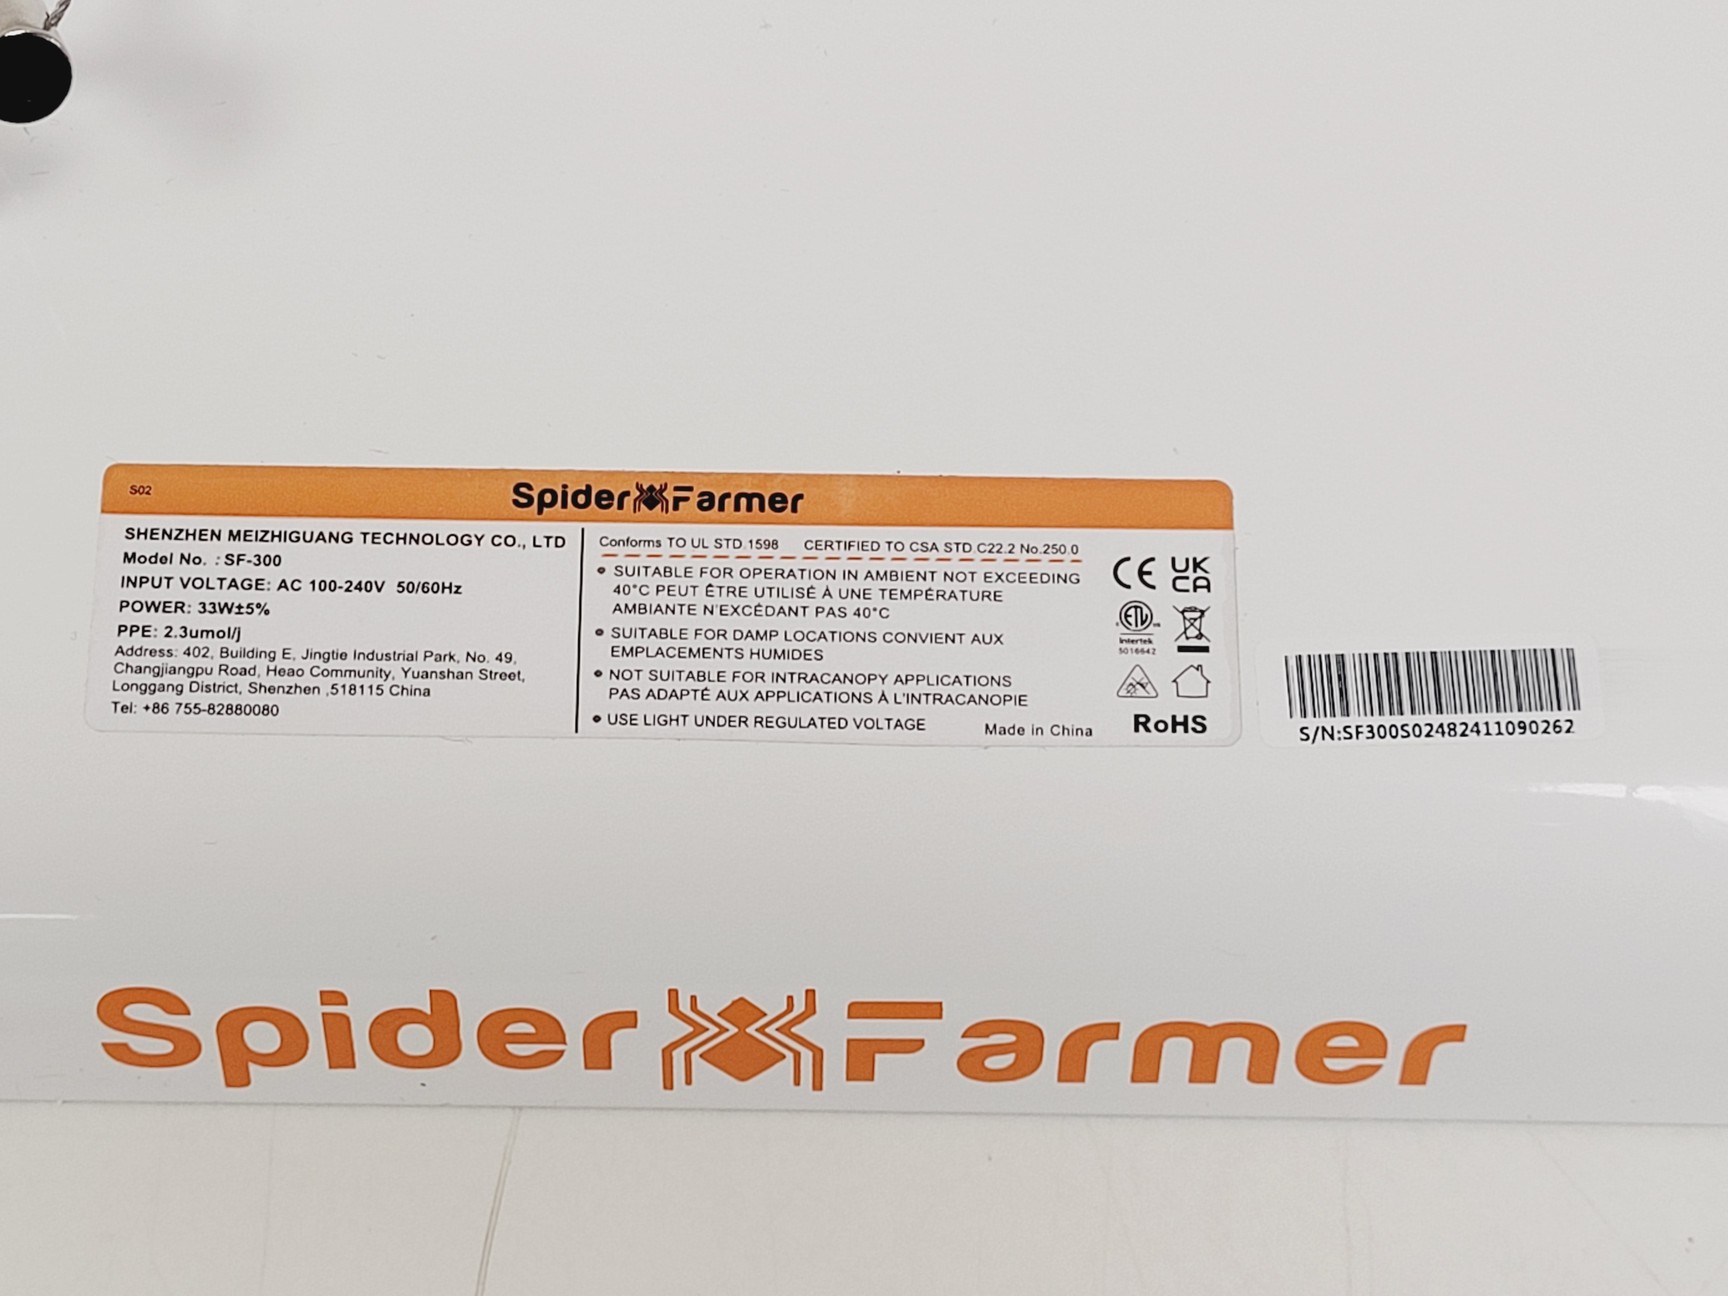 S02
Spider Farmer
SHENZHEN MEIZHIGUANG TECHNOLOGY CO., LTD
Model No. : SF-300
INPUT VOLTAGE: AC 100-240V 50/60Hz
POWER: 33W±5%
PPE: 2.3umol/j
Address: 402, Building E, Jingtie Industrial Park, No. 49,
Changjiangpu Road, Heao Community, Yuanshan Street,
Longgang District, Shenzhen ,518115 China
Tel: +86 755-82880080
Conforms TO UL STD.1598 CERTIFIED TO CSA STD C22.2 No.250.0
SUITABLE FOR OPERATION IN AMBIENT NOT EXCEEDING
40°C PEUT ÊTRE UTILISÉ À UNE TEMPÉRATURE
AMBIANTE N'EXCÉDANT PAS 40°C
SUITABLE FOR DAMP LOCATIONS CONVIENT AUX
EMPLACEMENTS HUMIDES
NOT SUITABLE FOR INTRACANOPY APPLICATIONS
PAS ADAPTÉ AUX APPLICATIONS À L'INTRACANOPIE
USE LIGHT UNDER REGULATED VOLTAGE
Made in China
CE
UK
CA
ETL
Intertek
5016642
RoHS
S/N:SF300S02482411090262
Spider Farmer